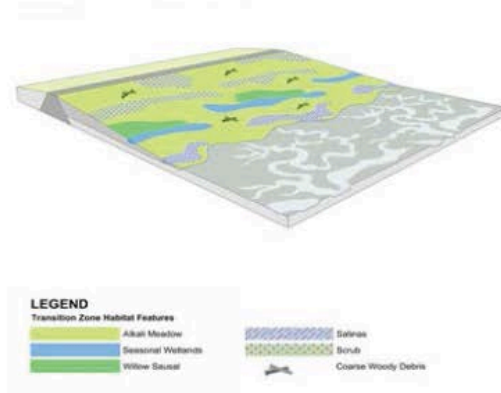 LEGEND
Transition Zone Habitat Features
Alkali Meadow
Seasonal Wetlands
Willow Sausal
Salinas
Scrub
Coarse Woody Debris